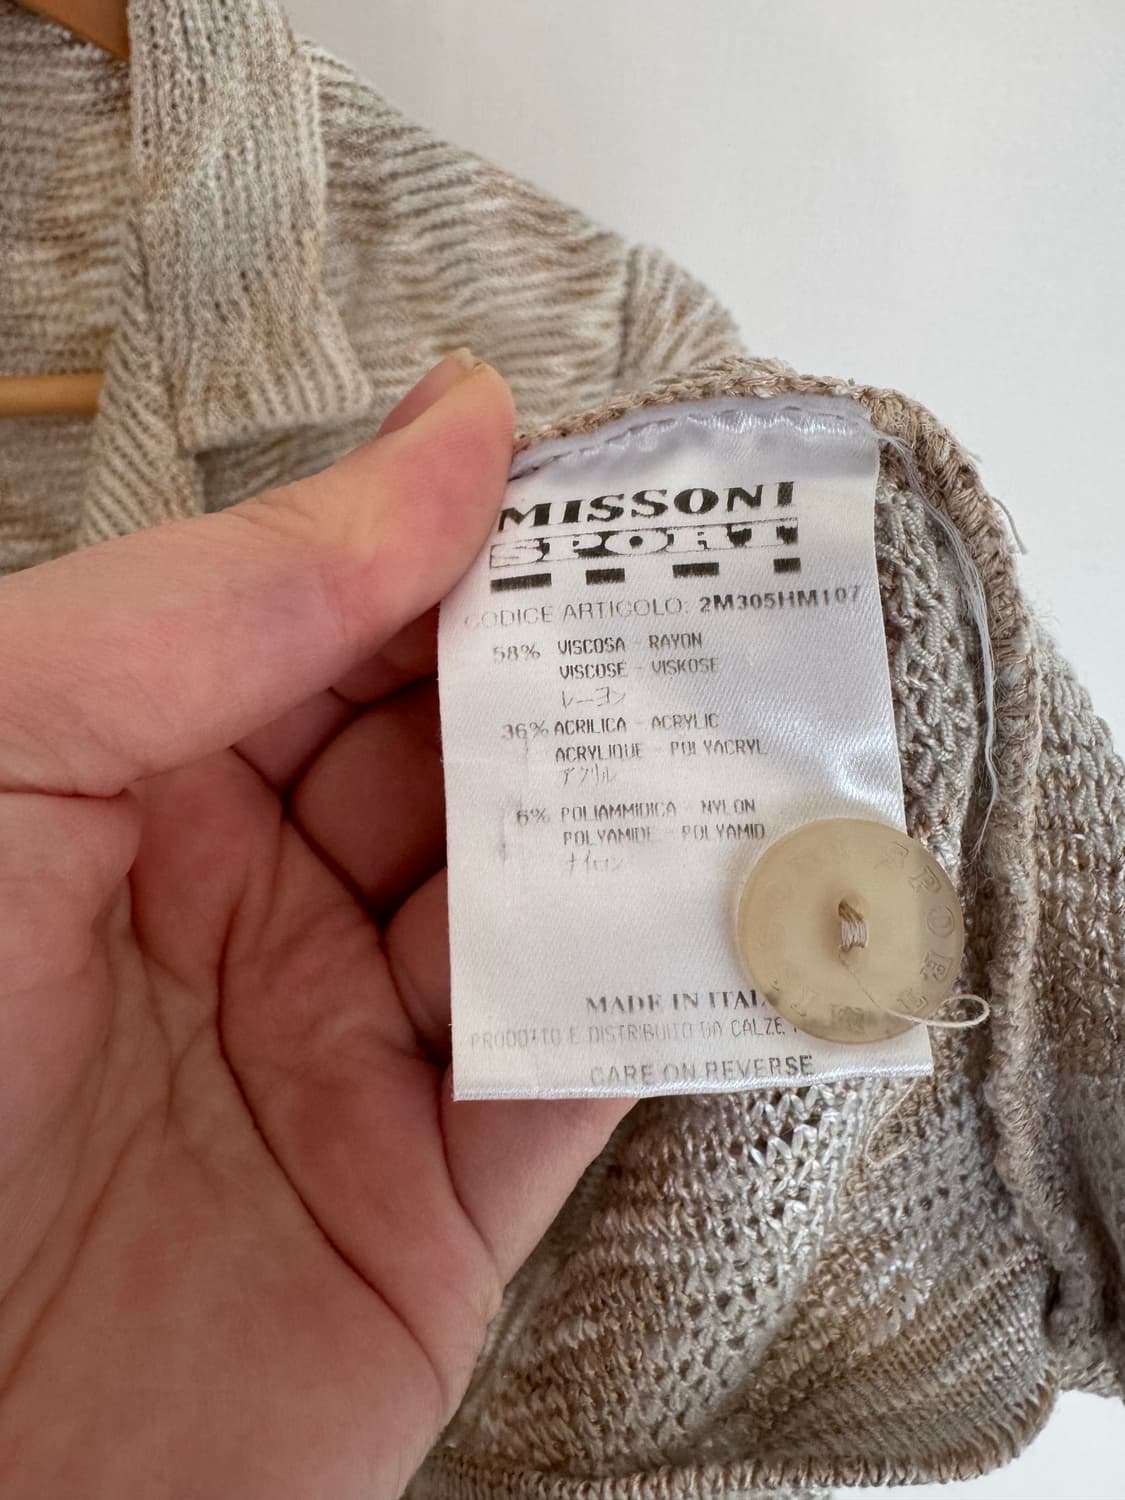 MISSONI
SPORT
CODICE ARTICOLO: 2M305HM107
58% VISCOSA - RAYON
VISCOSE - VISKOSE
レーヨン
36% ACRILICA - ACRYLIC
ACRYLIQUE - POLYACRYL
アクリル
6% POLIAMMIDICA - NYLON
POLYAMIDE - POLYAMID
ナイロン
MADE IN ITAL
PRODOTTO E DISTRIBUITO DA CALZE
CARE ON REVERSE